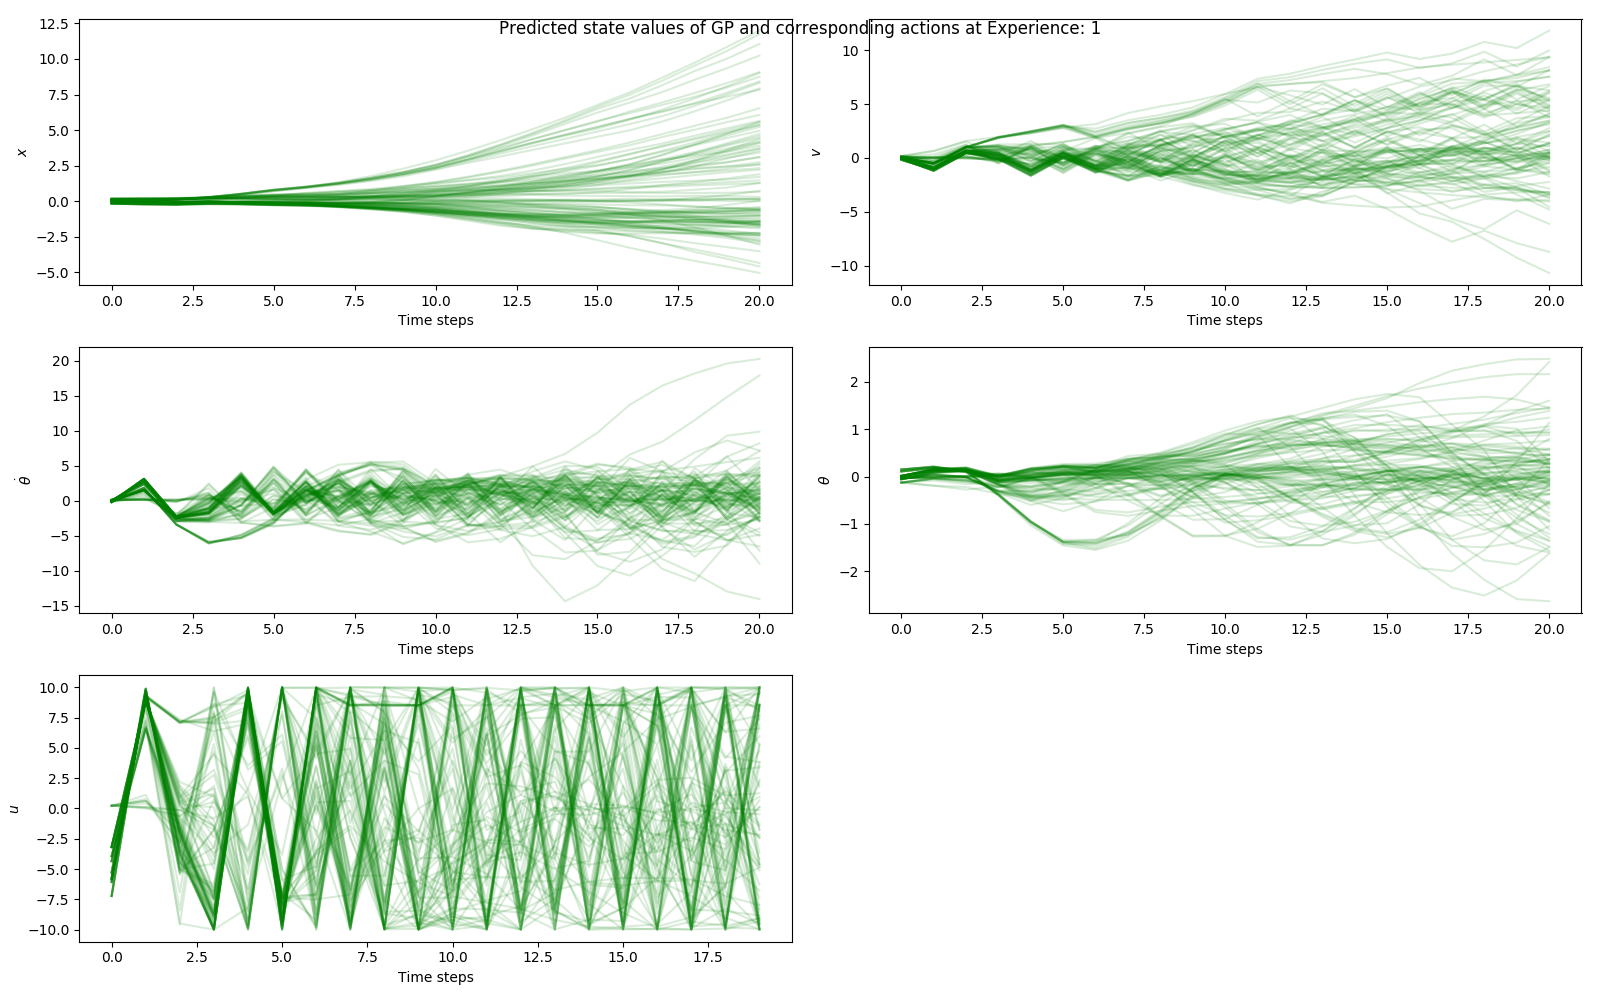 Predicted state values of GP and corresponding actions at Experience: 1
12.5
10.0
7.5
5.0
2.5
0.0
−2.5
−5.0
x
0.0 2.5 5.0 7.5 10.0 12.5 15.0 17.5 20.0
Time steps
10
5
0
−5
−10
v
0.0 2.5 5.0 7.5 10.0 12.5 15.0 17.5 20.0
Time steps
20
15
10
5
0
−5
−10
−15
θ̇
0.0 2.5 5.0 7.5 10.0 12.5 15.0 17.5 20.0
Time steps
2
1
0
−1
−2
θ
0.0 2.5 5.0 7.5 10.0 12.5 15.0 17.5 20.0
Time steps
10.0
7.5
5.0
2.5
0.0
−2.5
−5.0
−7.5
−10.0
u
0.0 2.5 5.0 7.5 10.0 12.5 15.0 17.5
Time steps